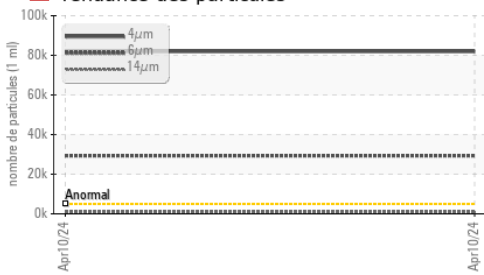 Tendance des particules
100k
80k
60k
40k
20k
0k
nombre de particules (1 ml)
4μm
6μm
14μm
Anormal
Apr10/24
Apr10/24